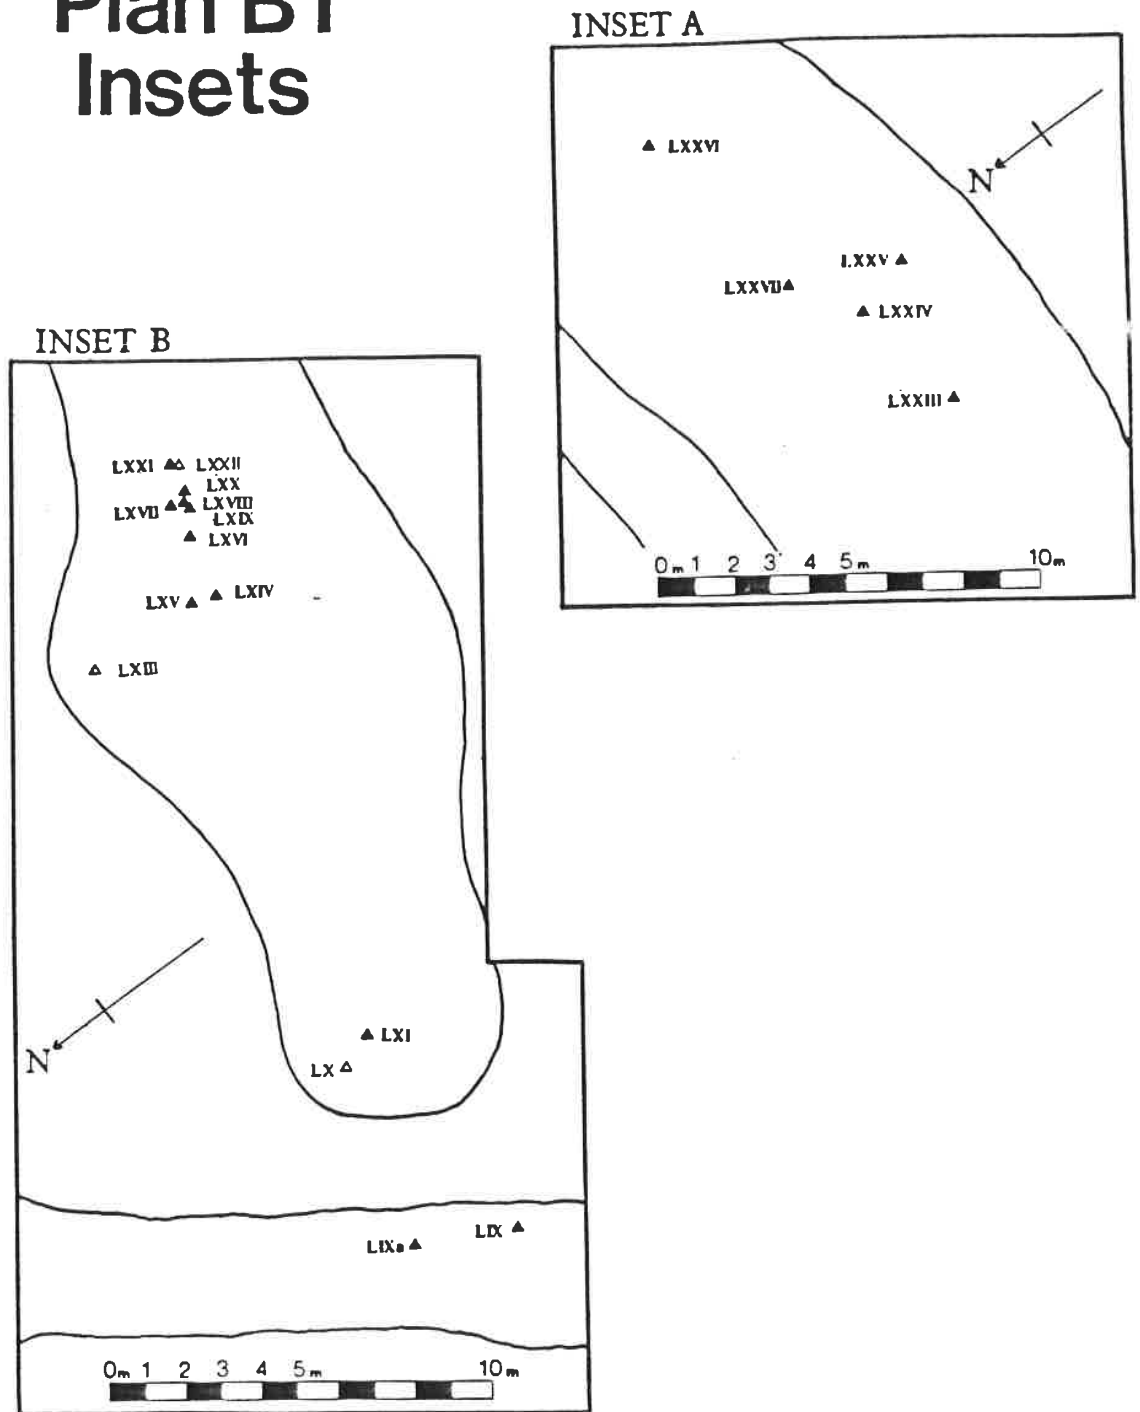 Plan B1
Insets
INSET A
LXXVI
N
LXXV
LXXVII
LXXIV
LXXIII
0m 1 2 3 4 5m 10m
INSET B
LXXI LXXII
LXX
LXVII LXVIII
LXIX
LXVI
LXV LXIV
LXIII
N
LXI
LX
LIX
LIXa
0m 1 2 3 4 5m 10m